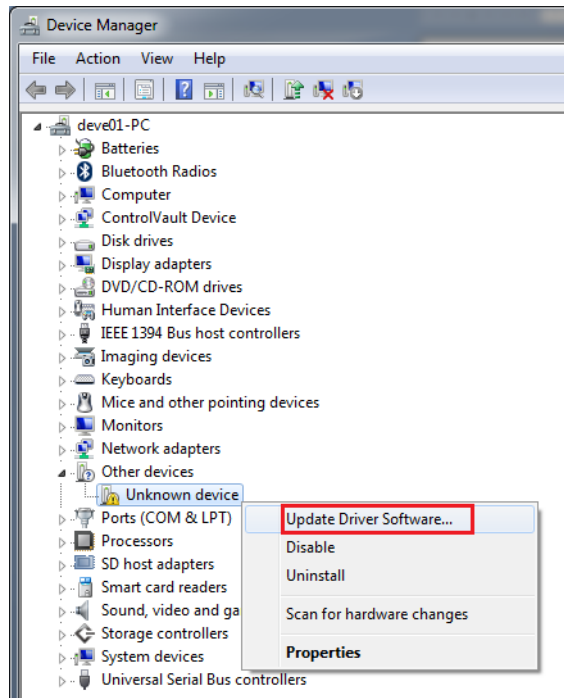 Device Manager
File Action View Help
deve01-PC
Batteries
Bluetooth Radios
Computer
ControlVault Device
Disk drives
Display adapters
DVD/CD-ROM drives
Human Interface Devices
IEEE 1394 Bus host controllers
Imaging devices
Keyboards
Mice and other pointing devices
Monitors
Network adapters
Other devices
Unknown device
Ports (COM & LPT)
Processors
SD host adapters
Smart card readers
Sound, video and ga
Storage controllers
System devices
Universal Serial Bus controllers
Update Driver Software...
Disable
Uninstall
Scan for hardware changes
Properties